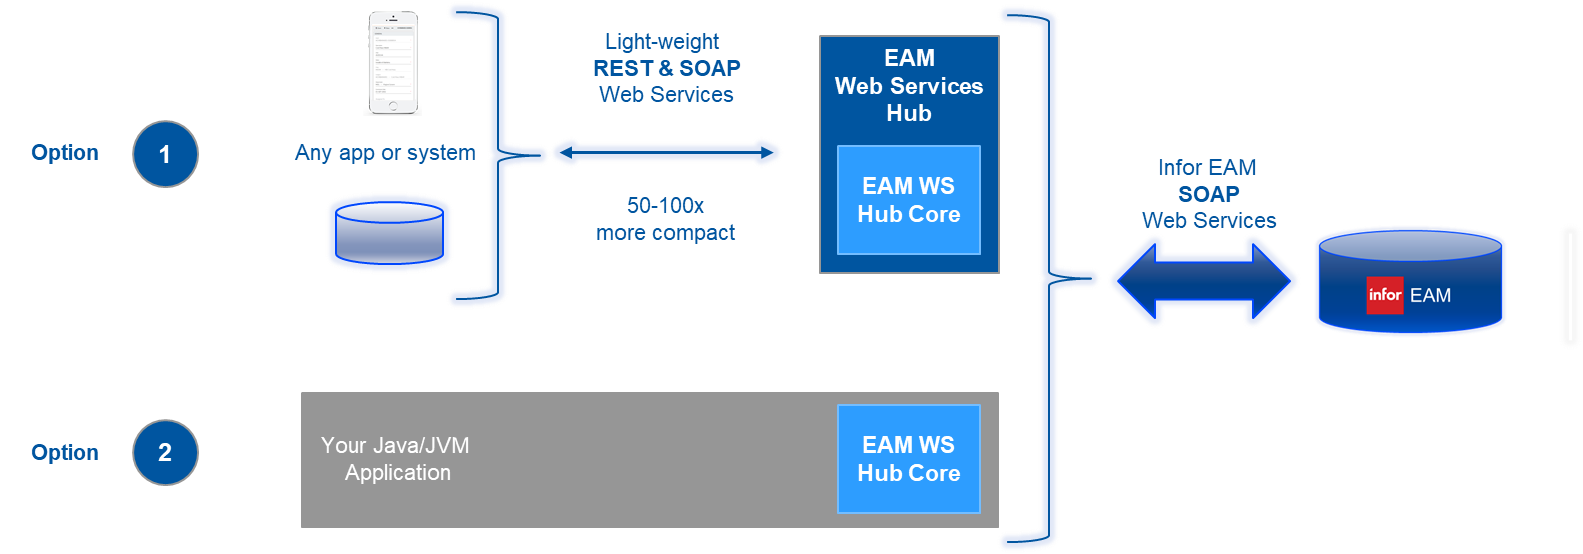 Option
1
Any app or system
Light-weight
REST & SOAP
Web Services
50-100x
more compact
EAM
Web Services
Hub
EAM WS
Hub Core
Infor EAM
SOAP
Web Services
infor EAM
Option
2
Your Java/JVM
Application
EAM WS
Hub Core